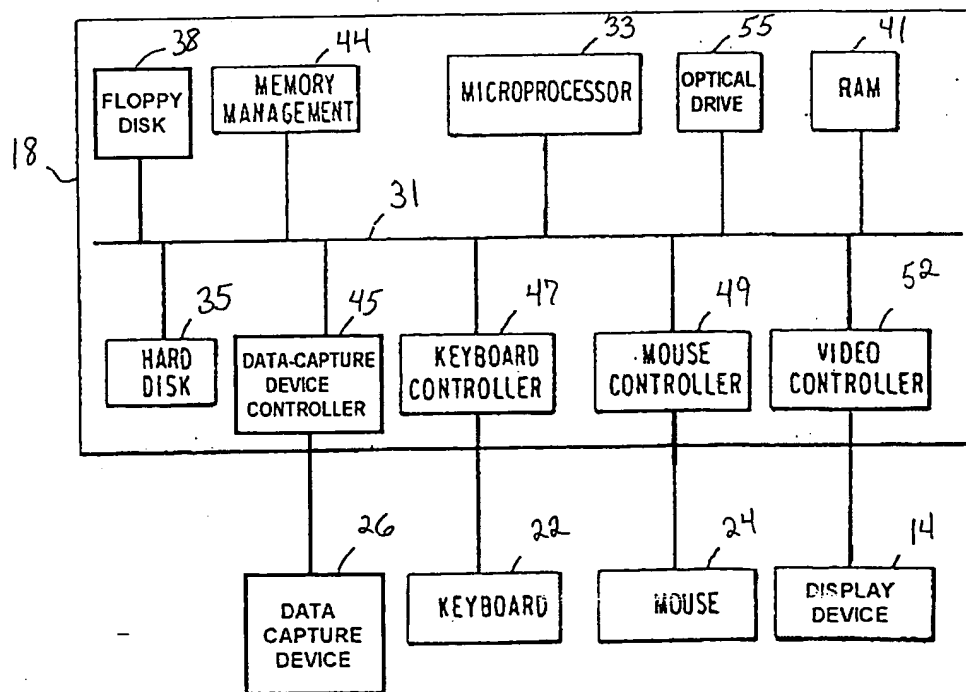 38
44
33
55
41
FLOPPY
DISK
MEMORY
MANAGEMENT
MICROPROCESSOR
OPTICAL
DRIVE
RAM
18
31
35
45
47
49
52
HARD
DISK
DATA-CAPTURE
DEVICE
CONTROLLER
KEYBOARD
CONTROLLER
MOUSE
CONTROLLER
VIDEO
CONTROLLER
26
22
24
14
DATA
CAPTURE
DEVICE
KEYBOARD
MOUSE
DISPLAY
DEVICE